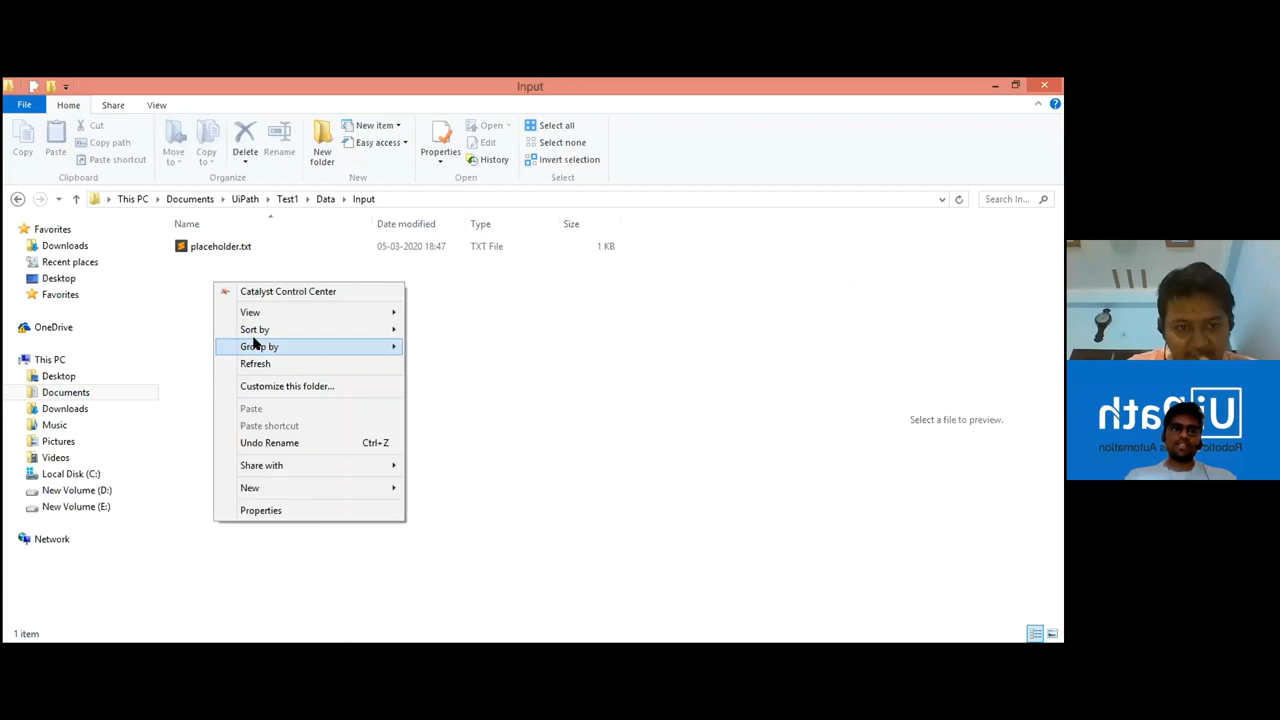 Input
File
Home
Share
View
Copy
Paste
Cut
Copy path
Paste shortcut
Clipboard
Move to
Copy to
Delete
Rename
Organize
New folder
New item
Easy access
New
Properties
Open
Edit
History
Open
Select all
Select none
Invert selection
Select
This PC
Documents
UiPath
Test1
Data
Input
Search In...
Name
Date modified
Type
Size
placeholder.txt
05-03-2020 18:47
TXT File
1 KB
Favorites
Downloads
Recent places
Desktop
Favorites
OneDrive
This PC
Desktop
Documents
Downloads
Music
Pictures
Videos
Local Disk (C:)
New Volume (D:)
New Volume (E:)
Network
Catalyst Control Center
View
Sort by
Group by
Refresh
Customize this folder...
Paste
Paste shortcut
Undo Rename Ctrl+Z
Share with
New
Properties
Select a file to preview.
1 item
UiPath